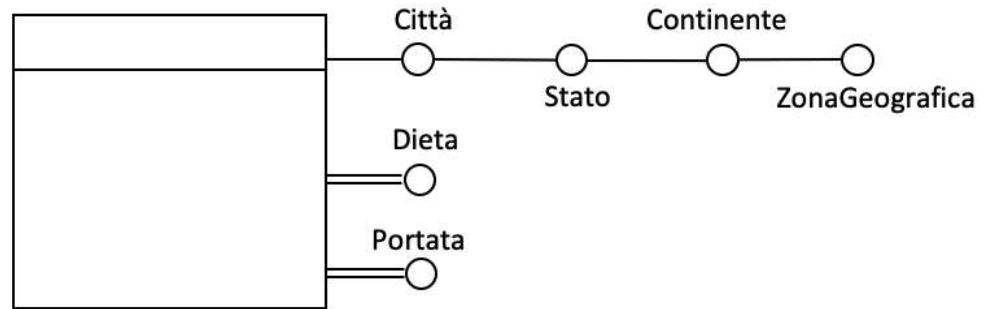 Città
Continente
Stato
ZonaGeografica
Dieta
Portata